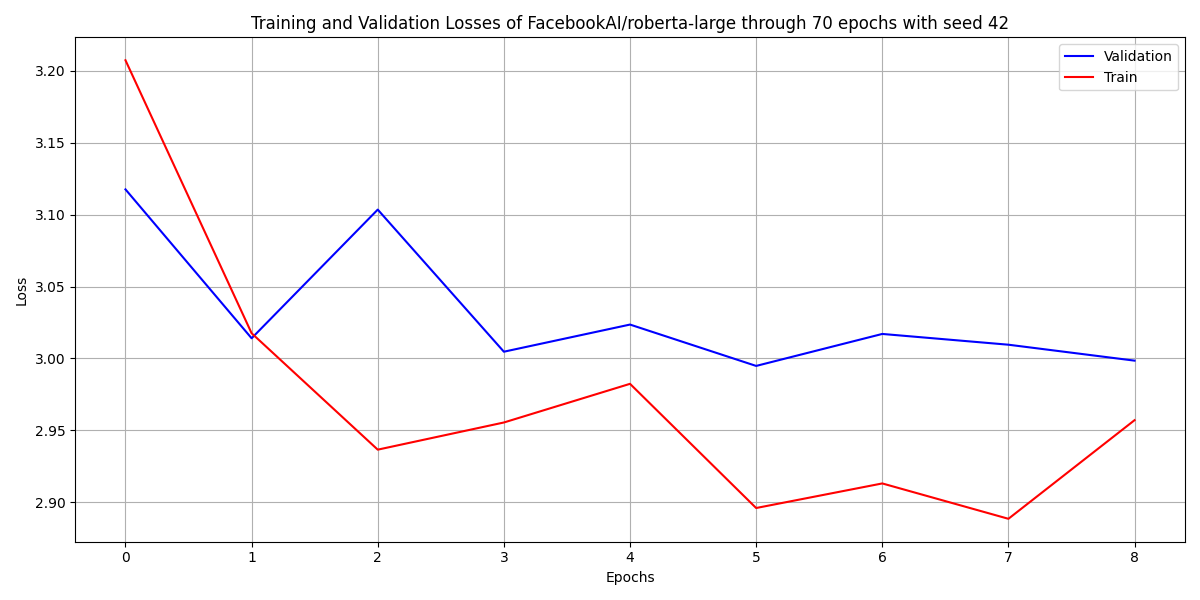 Training and Validation Losses of FacebookAI/roberta-large through 70 epochs with seed 42
Validation
Train
3.20
3.15
3.10
3.05
3.00
2.95
2.90
Loss
0 1 2 3 4 5 6 7 8
Epochs